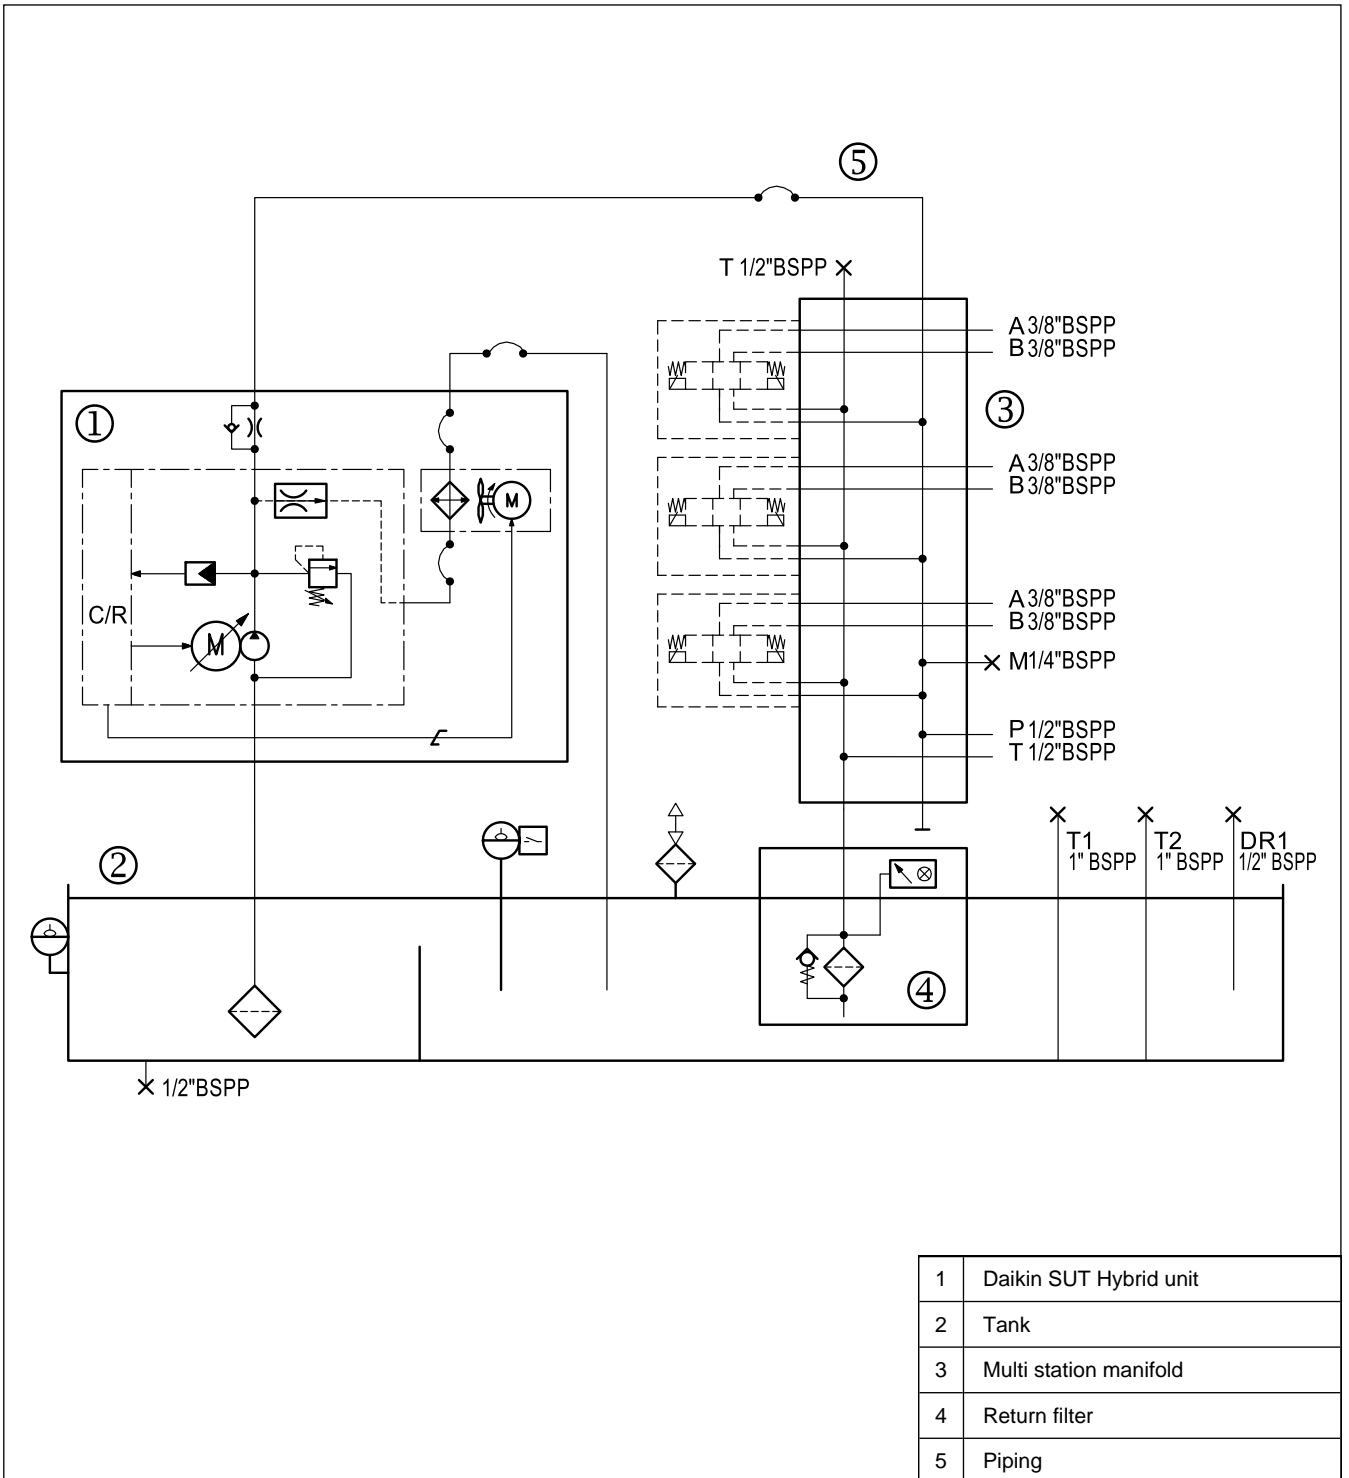 ⑤
T 1/2"BSPP
A 3/8"BSPP
B 3/8"BSPP
①
③
M
A 3/8"BSPP
B 3/8"BSPP
C/R
M
A 3/8"BSPP
B 3/8"BSPP
M 1/4"BSPP
P 1/2"BSPP
T 1/2"BSPP
②
T1
1" BSPP
T2
1" BSPP
DR1
1/2" BSPP
④
1/2"BSPP
1 Daikin SUT Hybrid unit
2 Tank
3 Multi station manifold
4 Return filter
5 Piping